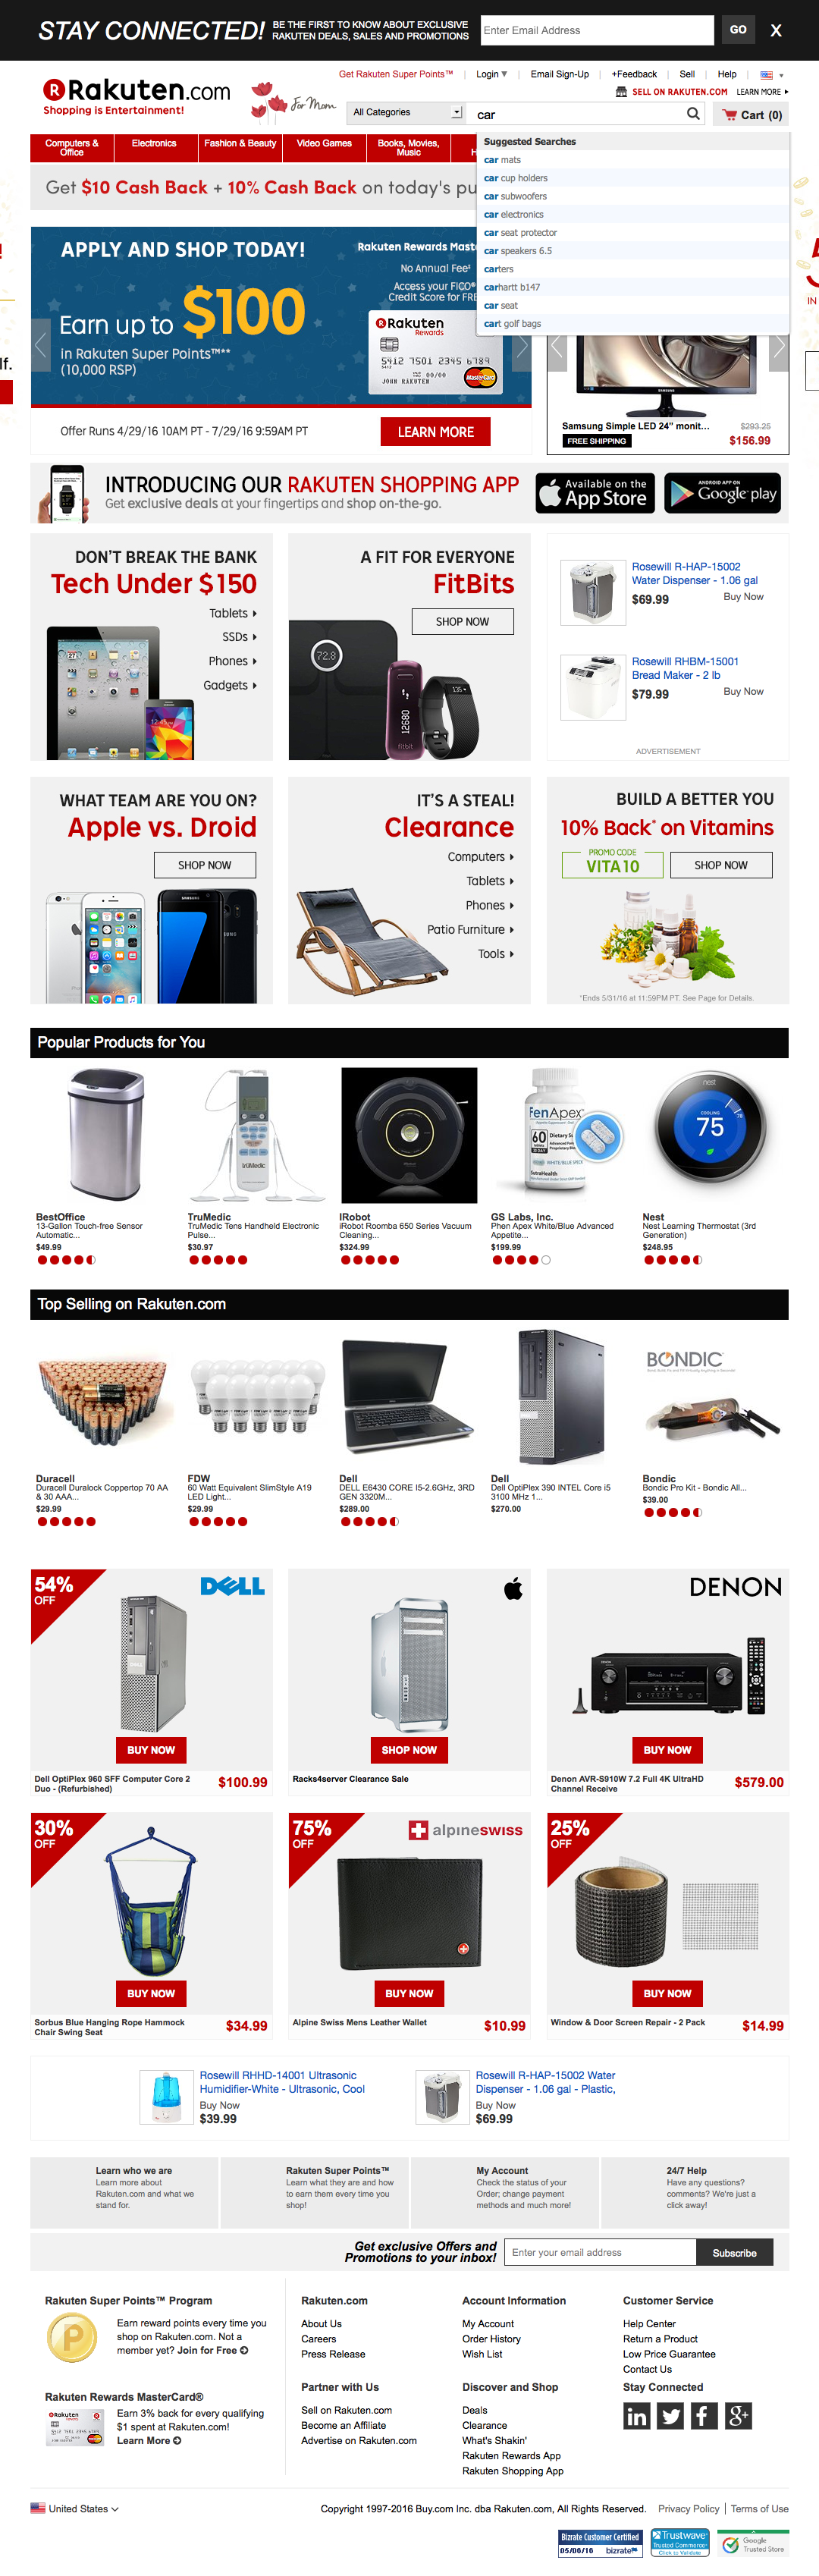 STAY CONNECTED!
BE THE FIRST TO KNOW ABOUT EXCLUSIVE
RAKUTEN DEALS, SALES AND PROMOTIONS
Enter Email Address
GO
X
Get Rakuten Super Points™
Login
Email Sign-Up
+Feedback
Sell
Help
Rakuten.com
Shopping is Entertainment!
For Mom
SELL ON RAKUTEN.COM
LEARN MORE
All Categories
car
Cart (0)
Computers &
Office
Electronics
Fashion & Beauty
Video Games
Books, Movies,
Music
H
Suggested Searches
car mats
car cup holders
car subwoofers
car electronics
car seat protector
car speakers 6.5
carters
carhartt b147
car seat
cart golf bags
Get $10 Cash Back + 10% Cash Back on today's pu
APPLY AND SHOP TODAY!
Earn up to $100
in Rakuten Super Points™**
(10,000 RSP)
Rakuten Rewards Mast
No Annual Fee
Access your FICO®
Credit Score for FRE
Rakuten
Rewards
5412 7501 2345 6789
JOHN RAKUTEN
MasterCard
Offer Runs 4/29/16 10AM PT - 7/29/16 9:59AM PT
LEARN MORE
SAMSUNG
Samsung Simple LED 24" monit...
$293.25
FREE SHIPPING
$156.99
IN
lf.
INTRODUCING OUR RAKUTEN SHOPPING APP
Get exclusive deals at your fingertips and shop on-the-go.
Available on the
App Store
ANDROID APP ON
Google play
DON'T BREAK THE BANK
Tech Under $150
Tablets
SSDs
Phones
Gadgets
A FIT FOR EVERYONE
FitBits
SHOP NOW
72.8
12680
fitbit
135
Rosewill R-HAP-15002
Water Dispenser - 1.06 gal
$69.99
Buy Now
Rosewill RHBM-15001
Bread Maker - 2 lb
$79.99
Buy Now
ADVERTISEMENT
WHAT TEAM ARE YOU ON?
Apple vs. Droid
SHOP NOW
SAMSUNG
IT'S A STEAL!
Clearance
Computers
Tablets
Phones
Patio Furniture
Tools
BUILD A BETTER YOU
10% Back* on Vitamins
PROMO CODE
VITA10
SHOP NOW
*Ends 5/31/16 at 11:59PM PT. See Page for Details.
Popular Products for You
truMedic
FenApex
60
Dietary
WHITE/BLUE SPECK
SutraHealth
nest
COOLING
75
BestOffice
13-Gallon Touch-free Sensor
Automatic...
$49.99
TruMedic
TruMedic Tens Handheld Electronic
Pulse...
$30.97
IRobot
iRobot Roomba 650 Series Vacuum
Cleaning...
$324.99
GS Labs, Inc.
Phen Apex White/Blue Advanced
Appetite...
$199.99
Nest
Nest Learning Thermostat (3rd
Generation)
$248.95
Top Selling on Rakuten.com
BONDIC
Duracell
Duracell Duralock Coppertop 70 AA
& 30 AAA...
$29.99
FDW
60 Watt Equivalent SlimStyle A19
LED Light...
$29.99
Dell
DELL E6430 CORE I5-2.6GHz, 3RD
GEN 3320M...
$289.00
Dell
Dell OptiPlex 390 INTEL Core i5
3100 MHz 1...
$270.00
Bondic
Bondic Pro Kit - Bondic All...
$39.00
54%
OFF
DELL
BUY NOW
Dell OptiPlex 960 SFF Computer Core 2
Duo - (Refurbished)
$100.99
SHOP NOW
Racks4server Clearance Sale
DENON
BUY NOW
Denon AVR-S910W 7.2 Full 4K UltraHD
Channel Receive
$579.00
30%
OFF
BUY NOW
Sorbus Blue Hanging Rope Hammock
Chair Swing Seat
$34.99
75%
OFF
alpineswiss
BUY NOW
Alpine Swiss Mens Leather Wallet
$10.99
25%
OFF
BUY NOW
Window & Door Screen Repair - 2 Pack
$14.99
Rosewill RHHD-14001 Ultrasonic
Humidifier-White - Ultrasonic, Cool
Buy Now
$39.99
Rosewill R-HAP-15002 Water
Dispenser - 1.06 gal - Plastic,
Buy Now
$69.99
Learn who we are
Learn more about
Rakuten.com and what we
stand for.
Rakuten Super Points™
Learn what they are and how
to earn them every time you
shop!
My Account
Check the status of your
Order; change payment
methods and much more!
24/7 Help
Have any questions?
comments? We're just a
click away!
Get exclusive Offers and
Promotions to your inbox!
Enter your email address
Subscribe
Rakuten Super Points™ Program
P
Earn reward points every time you
shop on Rakuten.com. Not a
member yet? Join for Free
Rakuten Rewards MasterCard®
Earn 3% back for every qualifying
$1 spent at Rakuten.com!
Learn More
Rakuten.com
About Us
Careers
Press Release
Partner with Us
Sell on Rakuten.com
Become an Affiliate
Advertise on Rakuten.com
Account Information
My Account
Order History
Wish List
Discover and Shop
Deals
Clearance
What's Shakin'
Rakuten Rewards App
Rakuten Shopping App
Customer Service
Help Center
Return a Product
Low Price Guarantee
Contact Us
Stay Connected
United States
Copyright 1997-2016 Buy.com Inc. dba Rakuten.com, All Rights Reserved.
Privacy Policy
Terms of Use
Bizrate Customer Certified
05/06/16 bizrate
Trustwave
Trusted Commerce
Click to Validate
Google
Trusted Store